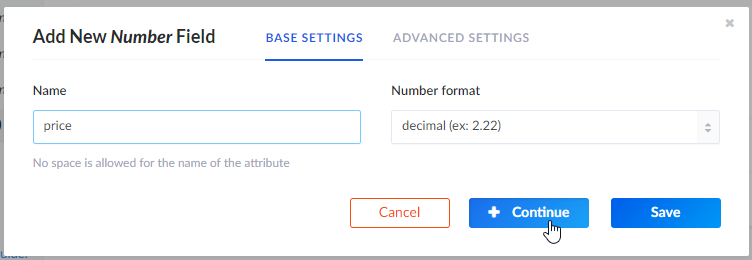 Add New Number Field
BASE SETTINGS
ADVANCED SETTINGS
Name
Number format
price
decimal (ex: 2.22)
No space is allowed for the name of the attribute
Cancel
Continue
Save